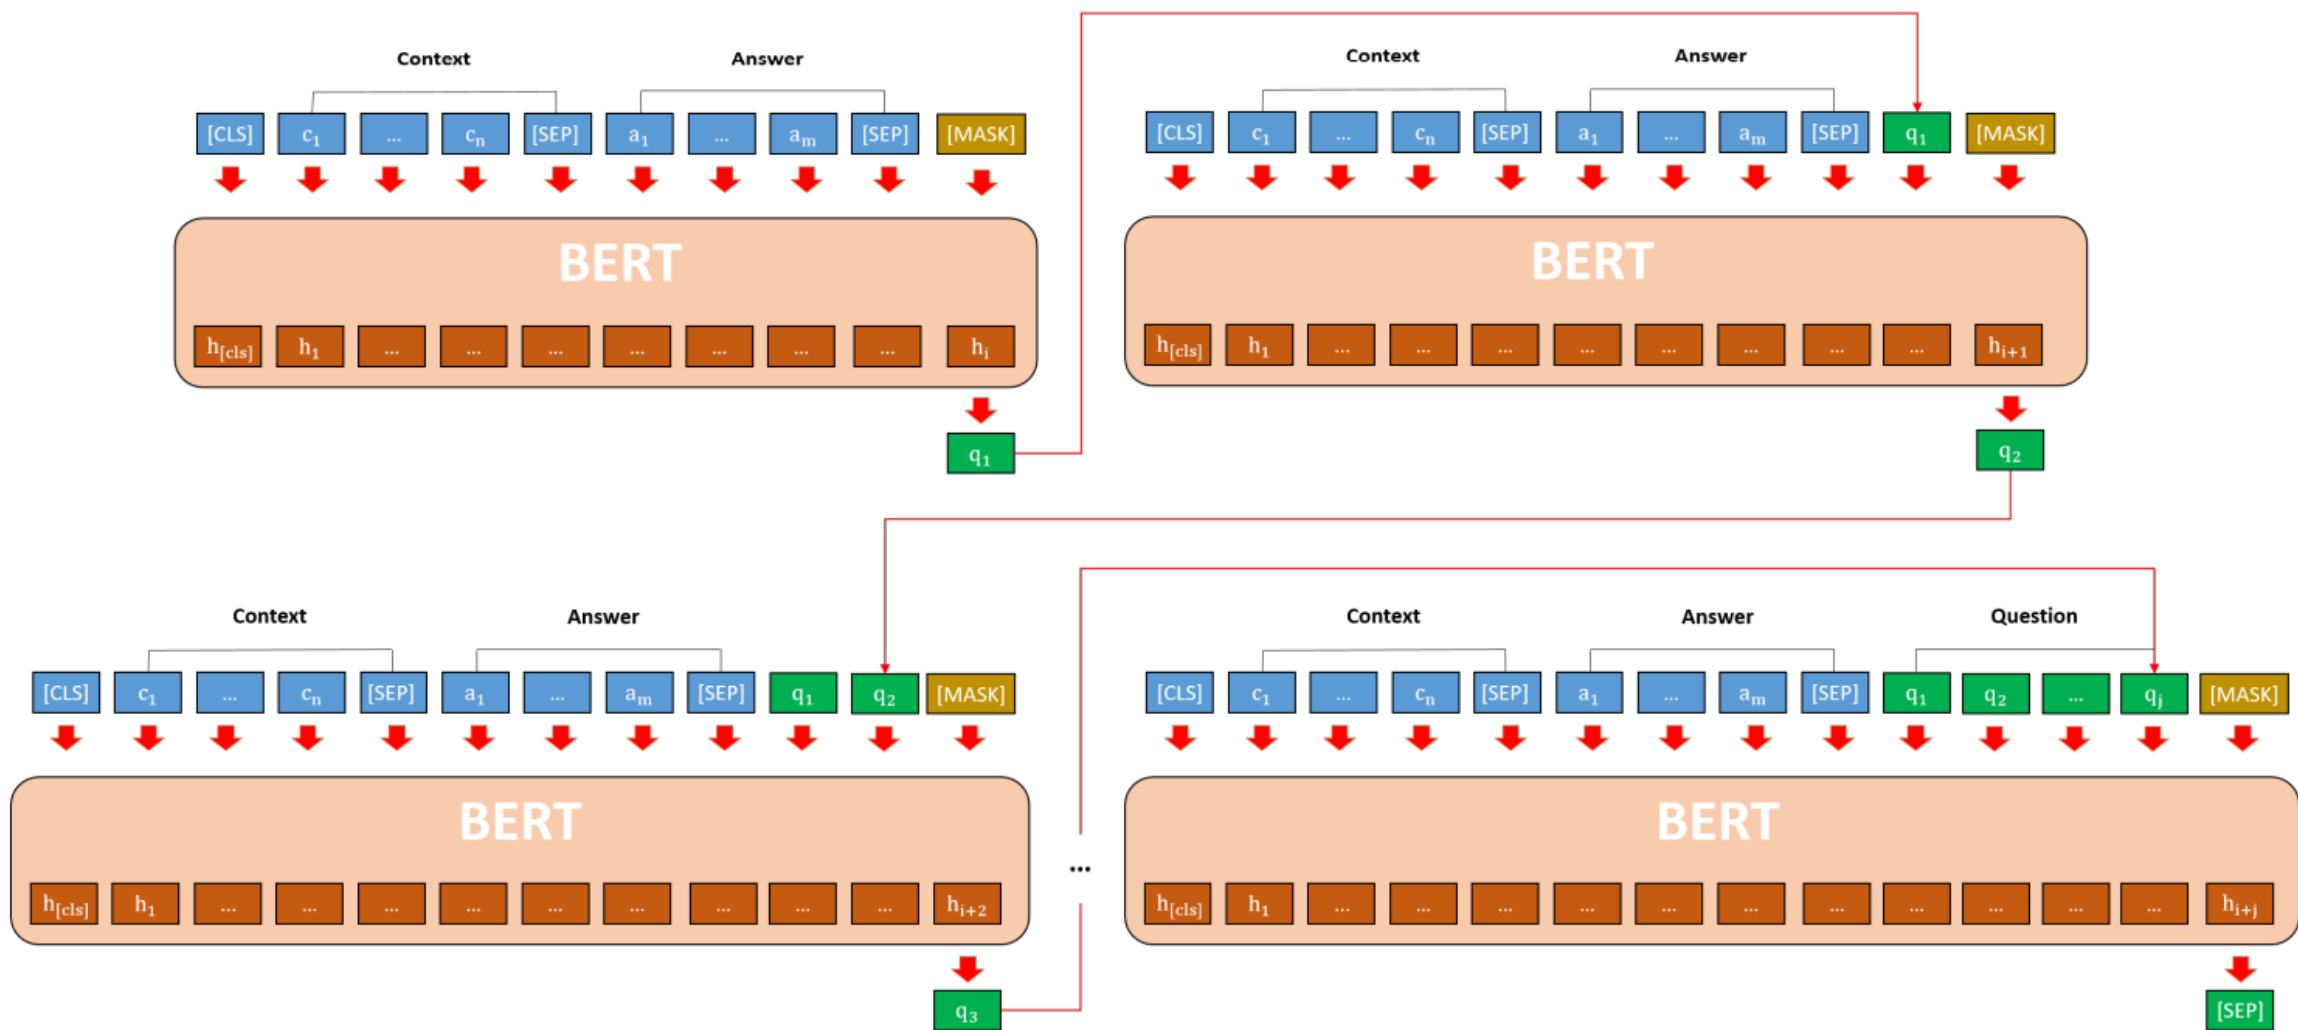 Context Answer
[CLS] c₁ ... cₙ [SEP] a₁ ... aₘ [SEP] [MASK]
BERT
h[cls] h₁ ... ... ... ... ... ... ... hᵢ
q₁
Context Answer
[CLS] c₁ ... cₙ [SEP] a₁ ... aₘ [SEP] q₁ [MASK]
BERT
h[cls] h₁ ... ... ... ... ... ... ... ... hᵢ₊₁
q₂
Context Answer
[CLS] c₁ ... cₙ [SEP] a₁ ... aₘ [SEP] q₁ q₂ [MASK]
BERT
h[cls] h₁ ... ... ... ... ... ... ... ... ... hᵢ₊₂
q₃
...
Context Answer Question
[CLS] c₁ ... cₙ [SEP] a₁ ... aₘ [SEP] q₁ q₂ ... qⱼ [MASK]
BERT
h[cls] h₁ ... ... ... ... ... ... ... ... ... ... ... hᵢ₊ⱼ
[SEP]